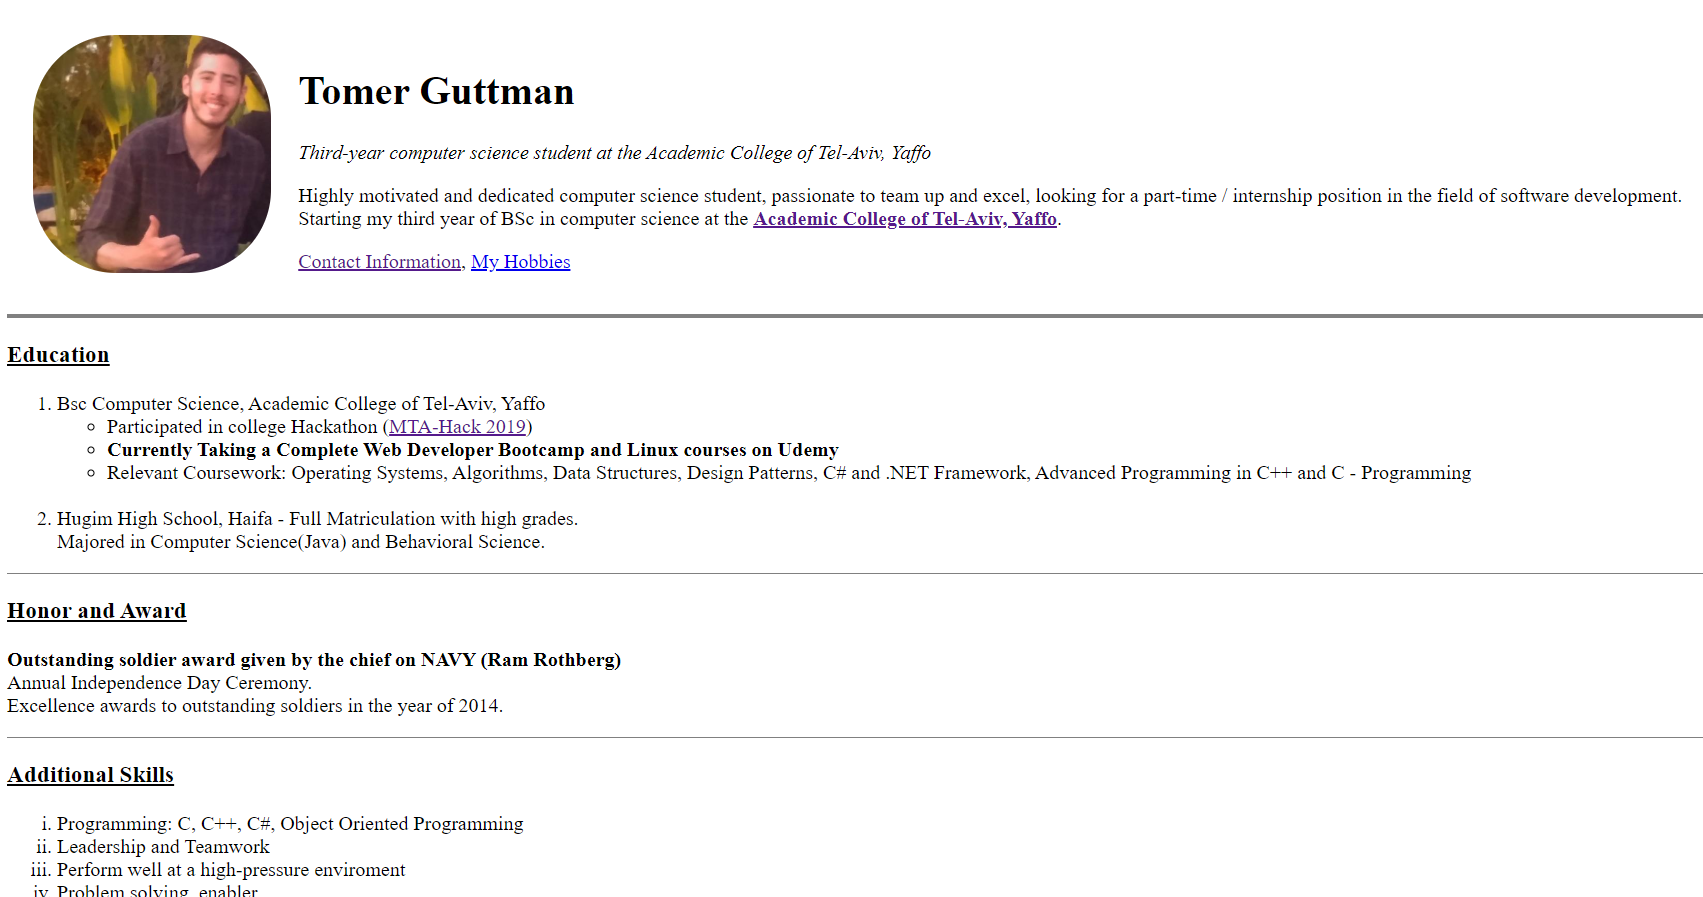 Tomer Guttman
Third-year computer science student at the Academic College of Tel-Aviv, Yaffo
Highly motivated and dedicated computer science student, passionate to team up and excel, looking for a part-time / internship position in the field of software development.
Starting my third year of BSc in computer science at the Academic College of Tel-Aviv, Yaffo.
Contact Information, My Hobbies
Education
1. Bsc Computer Science, Academic College of Tel-Aviv, Yaffo
◦ Participated in college Hackathon (MTA-Hack 2019)
◦ Currently Taking a Complete Web Developer Bootcamp and Linux courses on Udemy
◦ Relevant Coursework: Operating Systems, Algorithms, Data Structures, Design Patterns, C# and .NET Framework, Advanced Programming in C++ and C - Programming
2. Hugim High School, Haifa - Full Matriculation with high grades.
Majored in Computer Science(Java) and Behavioral Science.
Honor and Award
Outstanding soldier award given by the chief on NAVY (Ram Rothberg)
Annual Independence Day Ceremony.
Excellence awards to outstanding soldiers in the year of 2014.
Additional Skills
i. Programming: C, C++, C#, Object Oriented Programming
ii. Leadership and Teamwork
iii. Perform well at a high-pressure enviroment
iv. Problem solving, enabler